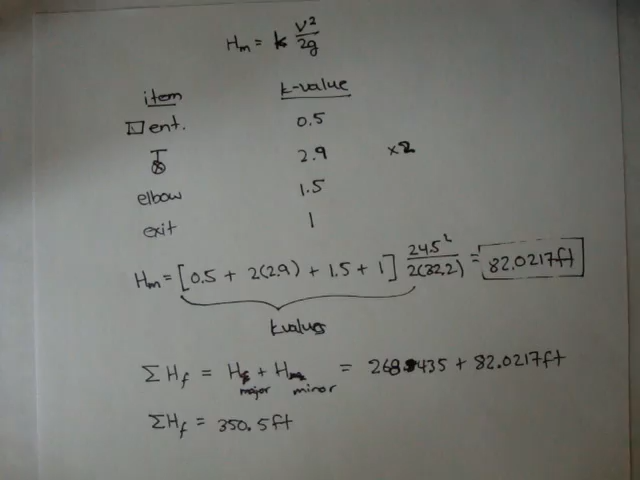 Hm = k V²/2g
item k-value
ent. 0.5
2.9 x2
elbow 1.5
exit 1
Hm = [0.5 + 2(2.9) + 1.5 + 1] 24.5²/2(32.2) = 82.0217ft
k values
ΣHf = Hf + Hm = 268.435 + 82.0217ft
major minor
ΣHf = 350.5ft